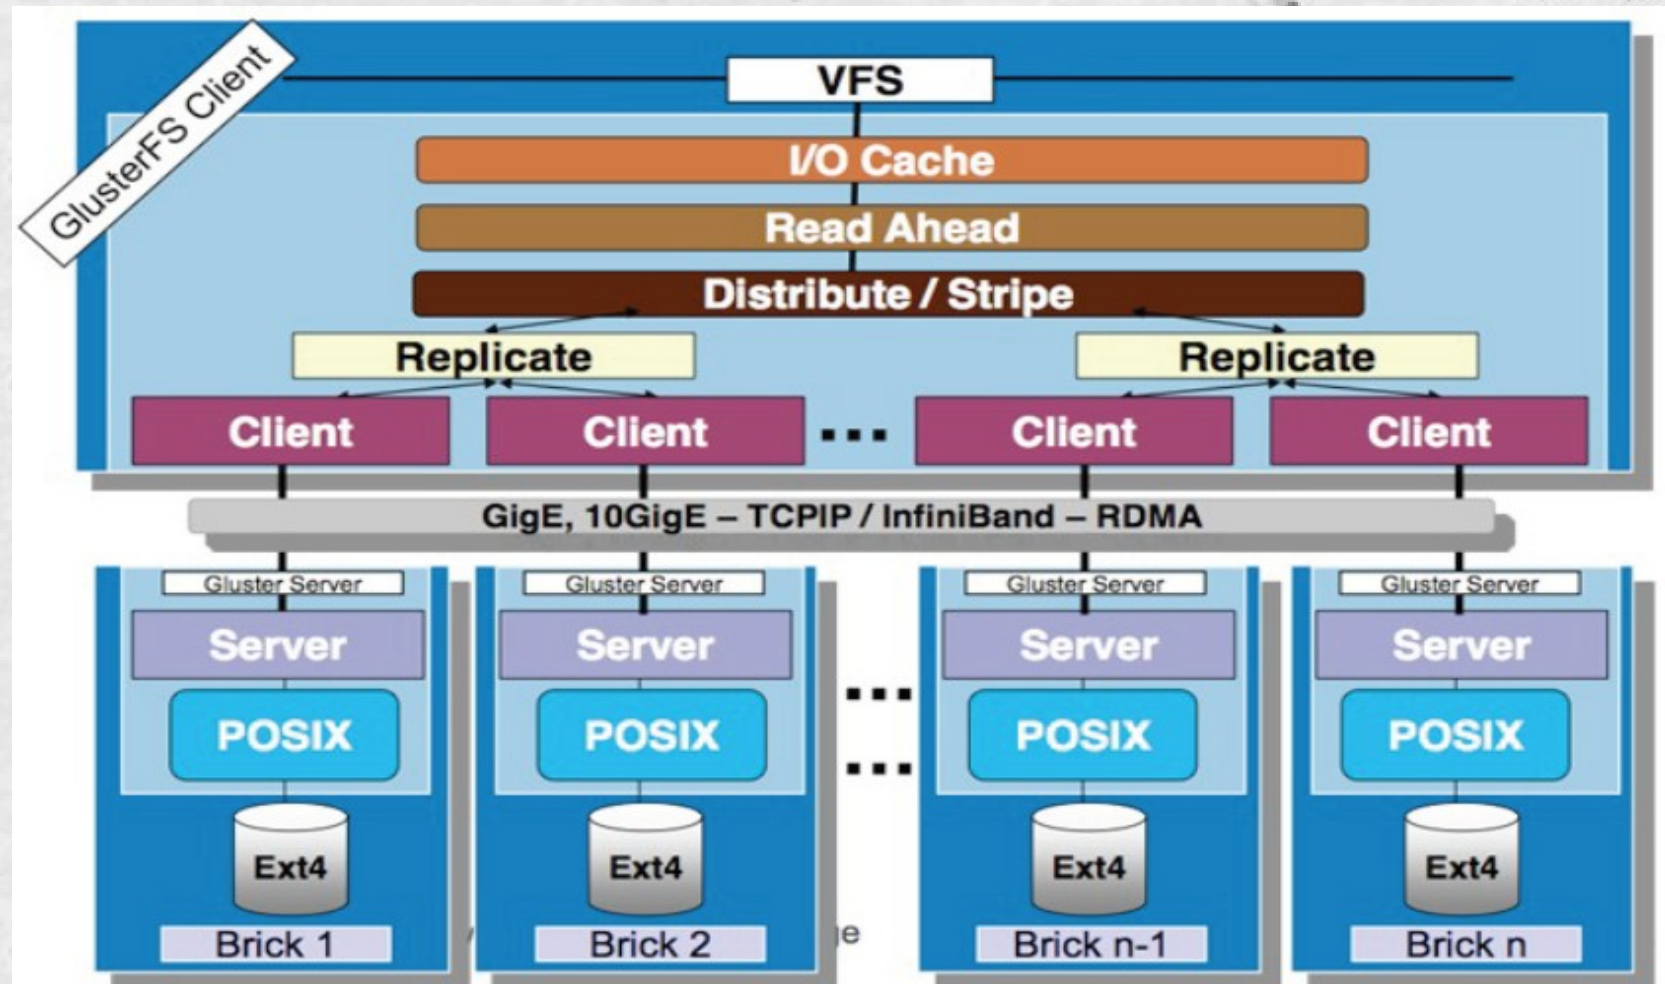 GlusterFS Client
VFS
I/O Cache
Read Ahead
Distribute / Stripe
Replicate Replicate
Client Client ... Client Client
GigE, 10GigE – TCPIP / InfiniBand – RDMA
Gluster Server Gluster Server Gluster Server Gluster Server
Server Server Server Server
POSIX POSIX ... POSIX POSIX
...
Ext4 Ext4 Ext4 Ext4
Brick 1 Brick 2 Brick n-1 Brick n